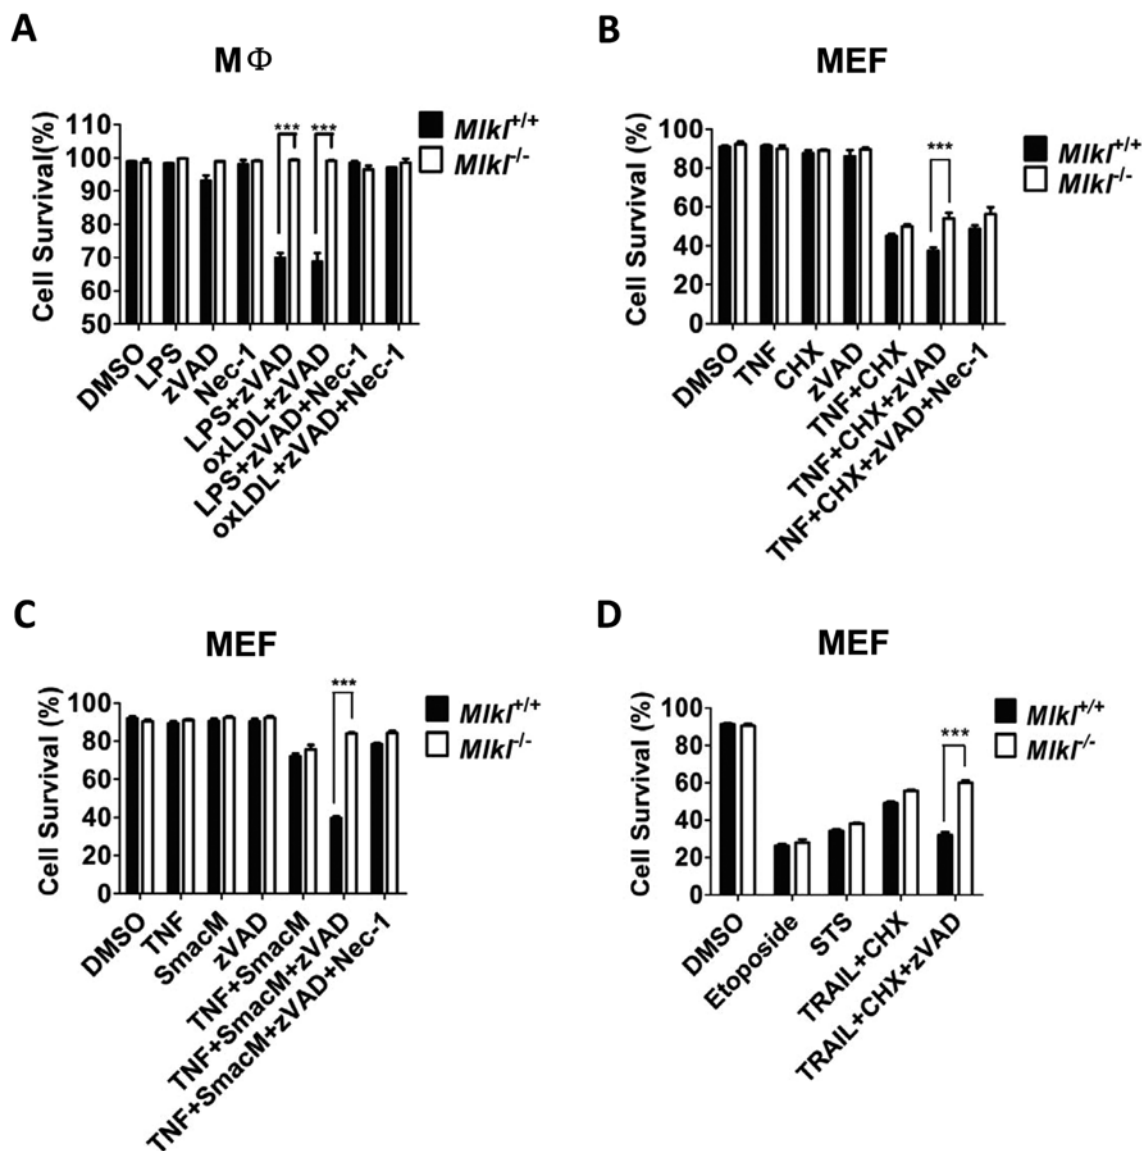 A
MΦ
Cell Survival(%)
110
100
90
80
70
60
50
*** ***
Mlkl+/+
Mlkl-/-
DMSO
LPS
zVAD
Nec-1
LPS+zVAD
oxLDL+zVAD
LPS+zVAD+Nec-1
oxLDL+zVAD+Nec-1
B
MEF
Cell Survival (%)
100
80
60
40
20
0
***
Mlkl+/+
Mlkl-/-
DMSO
TNF
CHX
zVAD
TNF+CHX
TNF+CHX+zVAD
TNF+CHX+zVAD+Nec-1
C
MEF
Cell Survival (%)
100
80
60
40
20
0
***
Mlkl+/+
Mlkl-/-
DMSO
TNF
SmacM
zVAD
TNF+SmacM
TNF+SmacM+zVAD
TNF+SmacM+zVAD+Nec-1
D
MEF
Cell Survival (%)
100
80
60
40
20
0
***
Mlkl+/+
Mlkl-/-
DMSO
Etoposide
STS
TRAIL+CHX
TRAIL+CHX+zVAD